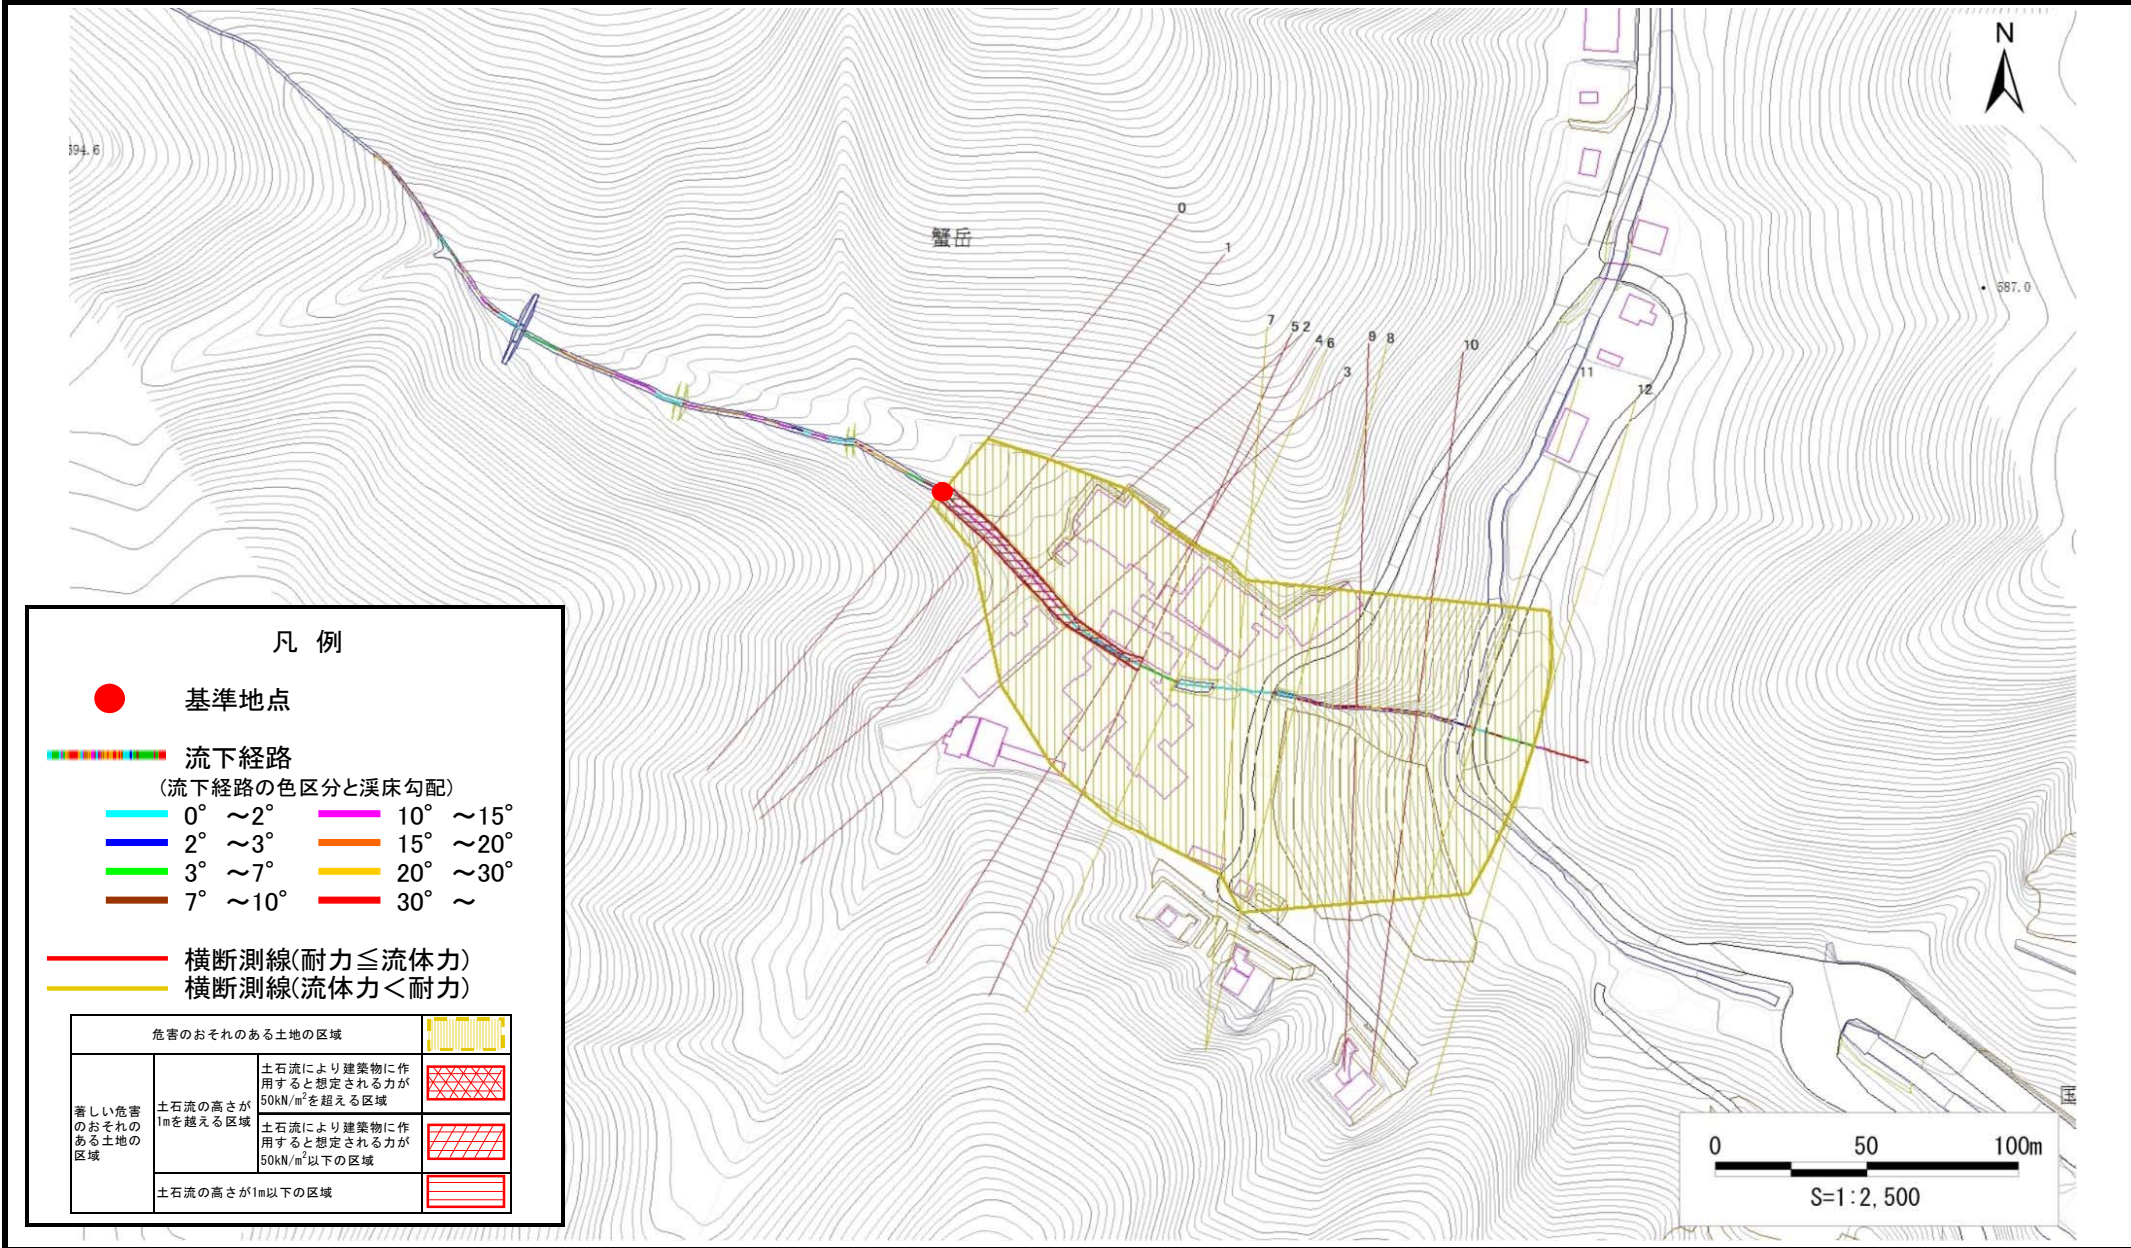 N
594.6
蟹岳
0
1
7
5 2
4 6
9
8
10
3
11
12
587.0
凡 例
基準地点
流下経路
(流下経路の色区分と渓床勾配)
0° ～2°
10° ～15°
2° ～3°
15° ～20°
3° ～7°
20° ～30°
7° ～10°
30° ～
横断測線(耐力≦流体力)
横断測線(流体力＜耐力)
危害のおそれのある土地の区域
著しい危害
のおそれの
ある土地の
区域
土石流の高さが
1mを越える区域
土石流により建築物に作
用すると想定される力が
50kN/m²を超える区域
土石流により建築物に作
用すると想定される力が
50kN/m²以下の区域
土石流の高さが1m以下の区域
0 50 100m
S=1:2,500